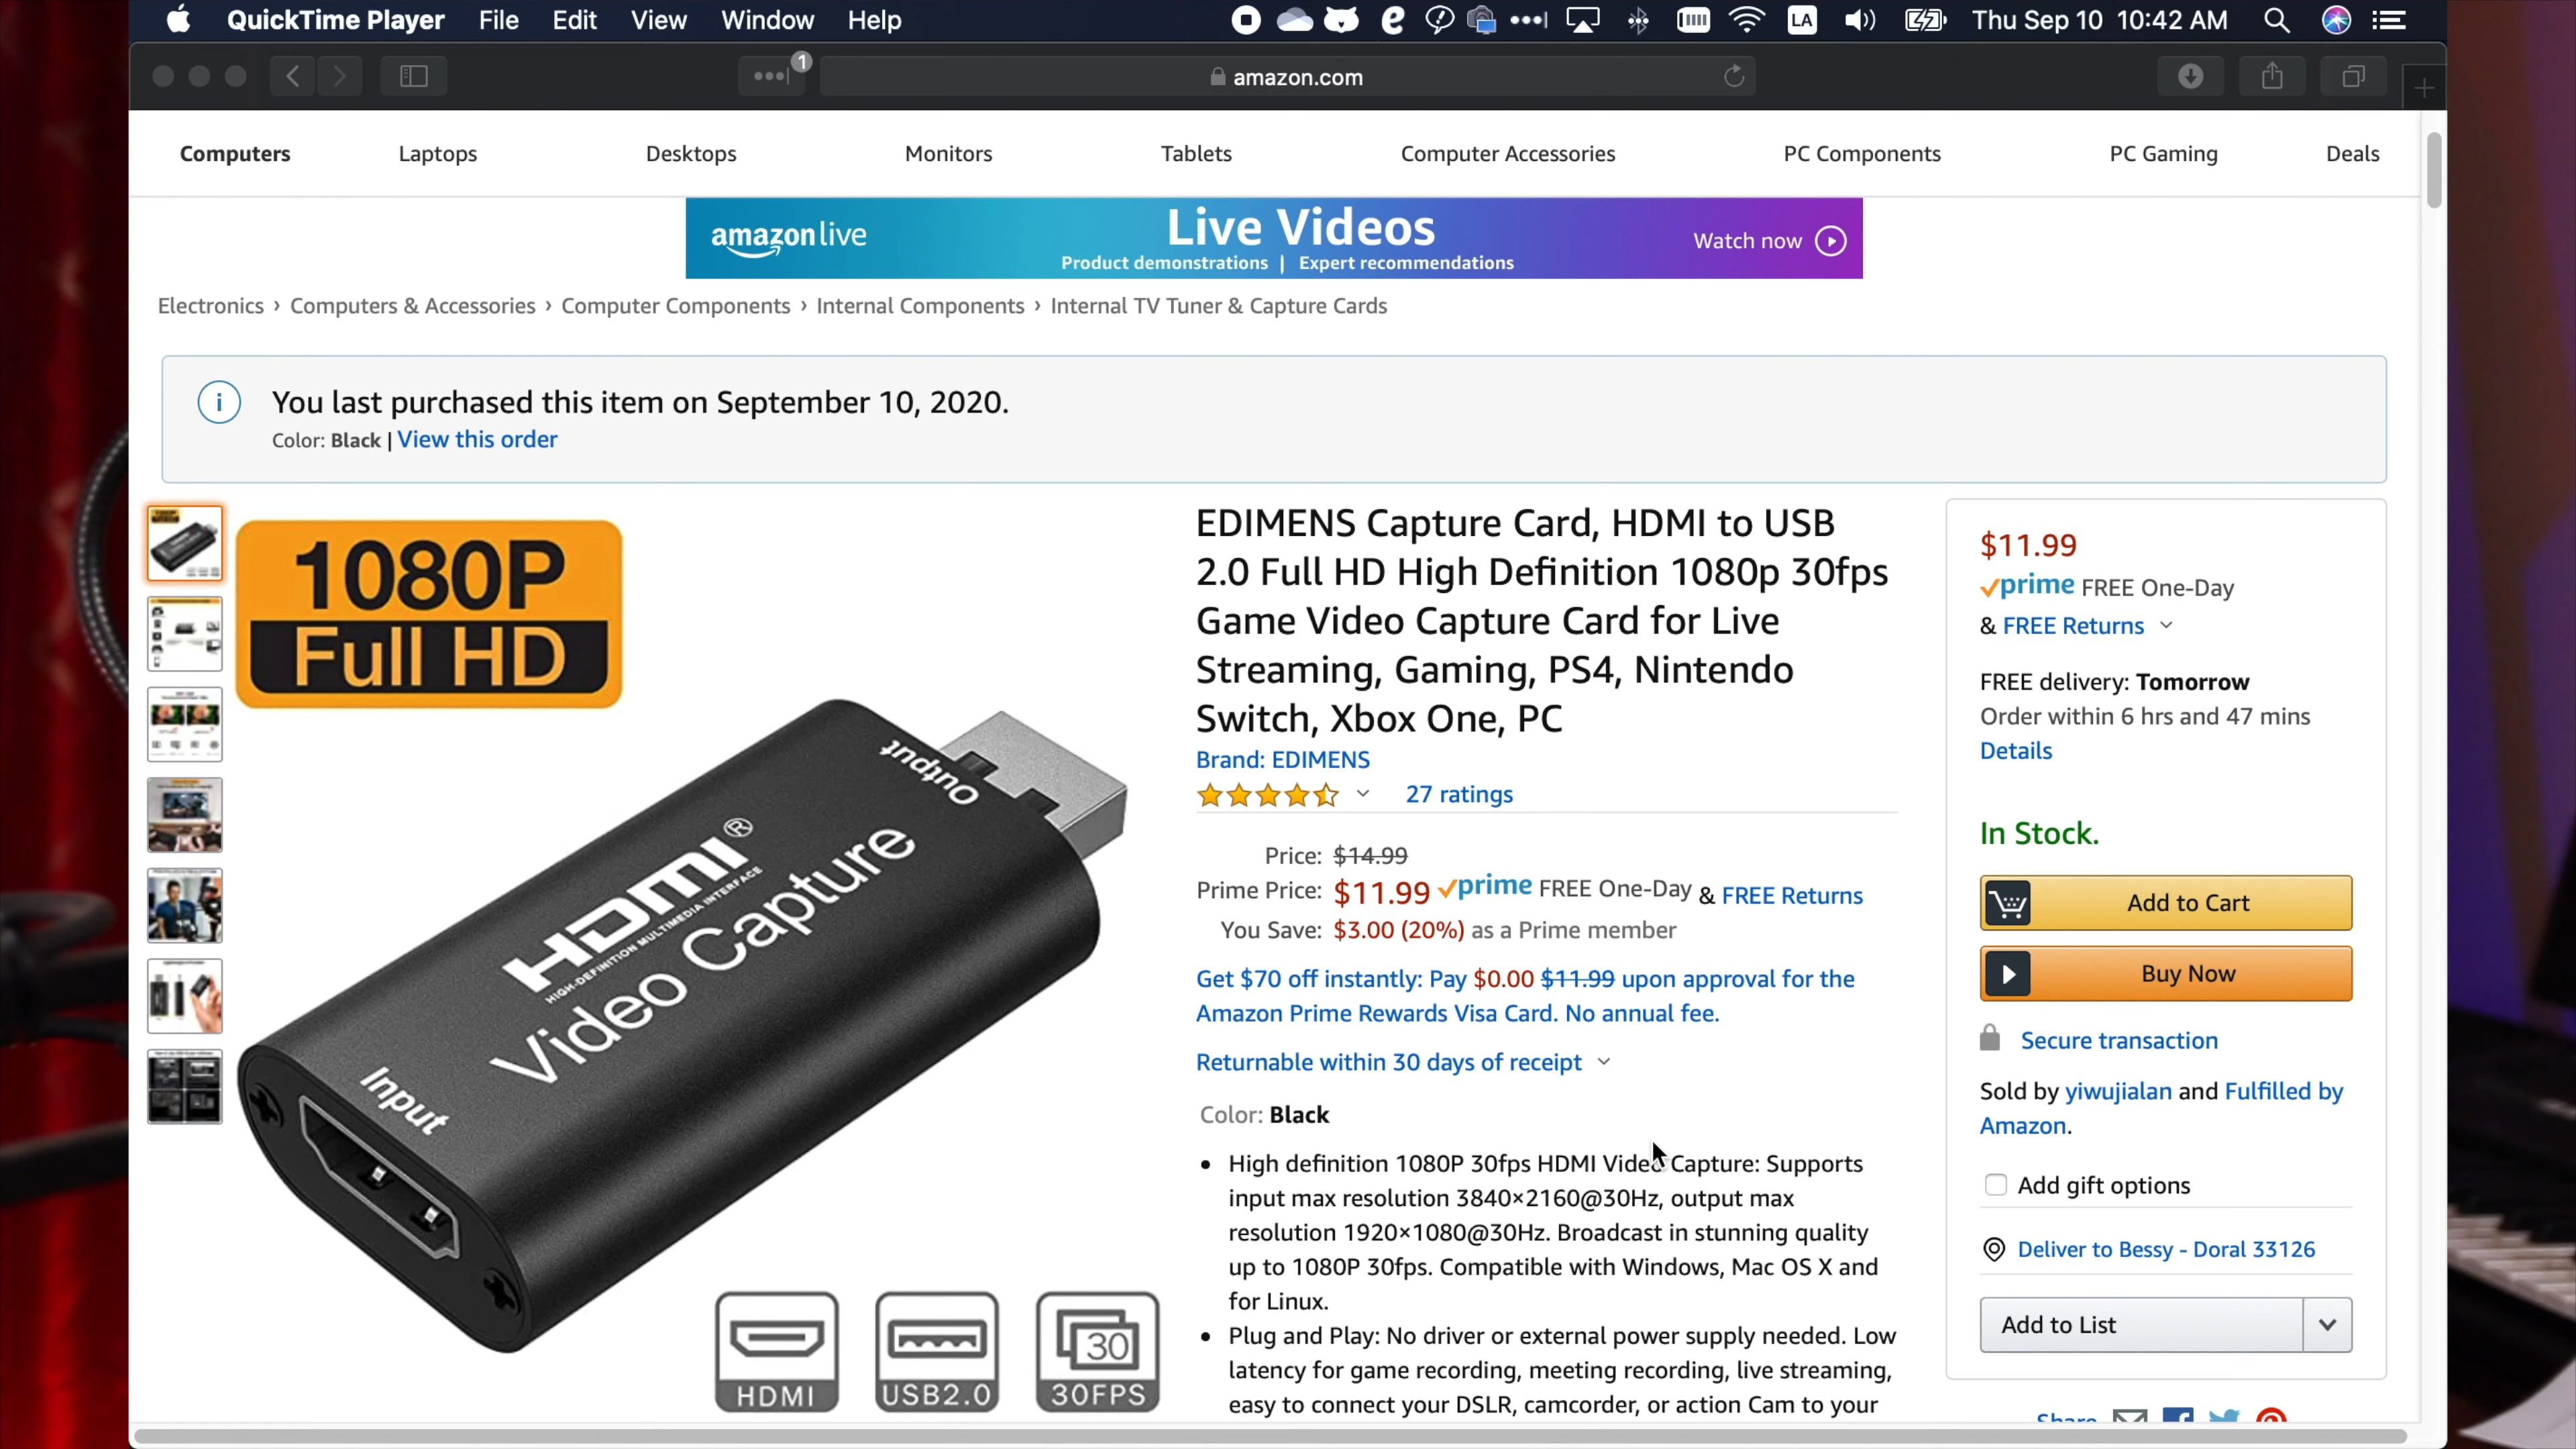 QuickTime Player File Edit View Window Help LA Thu Sep 10 10:42 AM
1
amazon.com
Computers Laptops Desktops Monitors Tablets Computer Accessories PC Components PC Gaming Deals
amazon live
Live Videos
Product demonstrations | Expert recommendations
Watch now
Electronics › Computers & Accessories › Computer Components › Internal Components › Internal TV Tuner & Capture Cards
You last purchased this item on September 10, 2020.
Color: Black | View this order
1080P
Full HD
Output
HDMI®
HIGH-DEFINITION MULTIMEDIA INTERFACE
Video Capture
Input
HDMI
USB2.0
30
30FPS
EDIMENS Capture Card, HDMI to USB
2.0 Full HD High Definition 1080p 30fps
Game Video Capture Card for Live
Streaming, Gaming, PS4, Nintendo
Switch, Xbox One, PC
Brand: EDIMENS
27 ratings
Price: $14.99
Prime Price: $11.99 prime FREE One-Day & FREE Returns
You Save: $3.00 (20%) as a Prime member
Get $70 off instantly: Pay $0.00 $11.99 upon approval for the
Amazon Prime Rewards Visa Card. No annual fee.
Returnable within 30 days of receipt
Color: Black
• High definition 1080P 30fps HDMI Video Capture: Supports
input max resolution 3840×2160@30Hz, output max
resolution 1920×1080@30Hz. Broadcast in stunning quality
up to 1080P 30fps. Compatible with Windows, Mac OS X and
for Linux.
• Plug and Play: No driver or external power supply needed. Low
latency for game recording, meeting recording, live streaming,
easy to connect your DSLR, camcorder, or action Cam to your
$11.99
prime FREE One-Day
& FREE Returns
FREE delivery: Tomorrow
Order within 6 hrs and 47 mins
Details
In Stock.
Add to Cart
Buy Now
Secure transaction
Sold by yiwujialan and Fulfilled by
Amazon.
Add gift options
Deliver to Bessy - Doral 33126
Add to List
Share